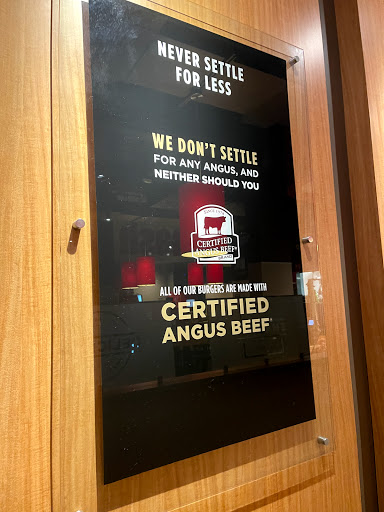 NEVER SETTLE
FOR LESS
WE DON'T SETTLE
FOR ANY ANGUS, AND
NEITHER SHOULD YOU
CERTIFIED
ANGUS BEEF®
ALL OF OUR BURGERS ARE MADE WITH
CERTIFIED
ANGUS BEEF®